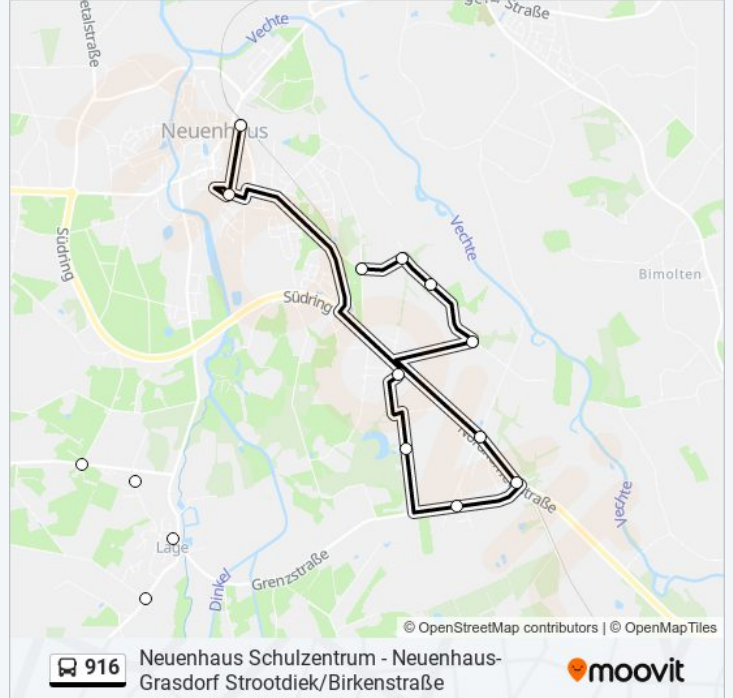 Vechte
Straße
Neuenhaus
Südring
Vechte
Bimolten
Südring
Vechte
Lage
Dinkel
Grenzstraße
© OpenStreetMap contributors | © OpenMapTiles
916
Neuenhaus Schulzentrum - Neuenhaus-
Grasdorf Strootdiek/Birkenstraße
moovit